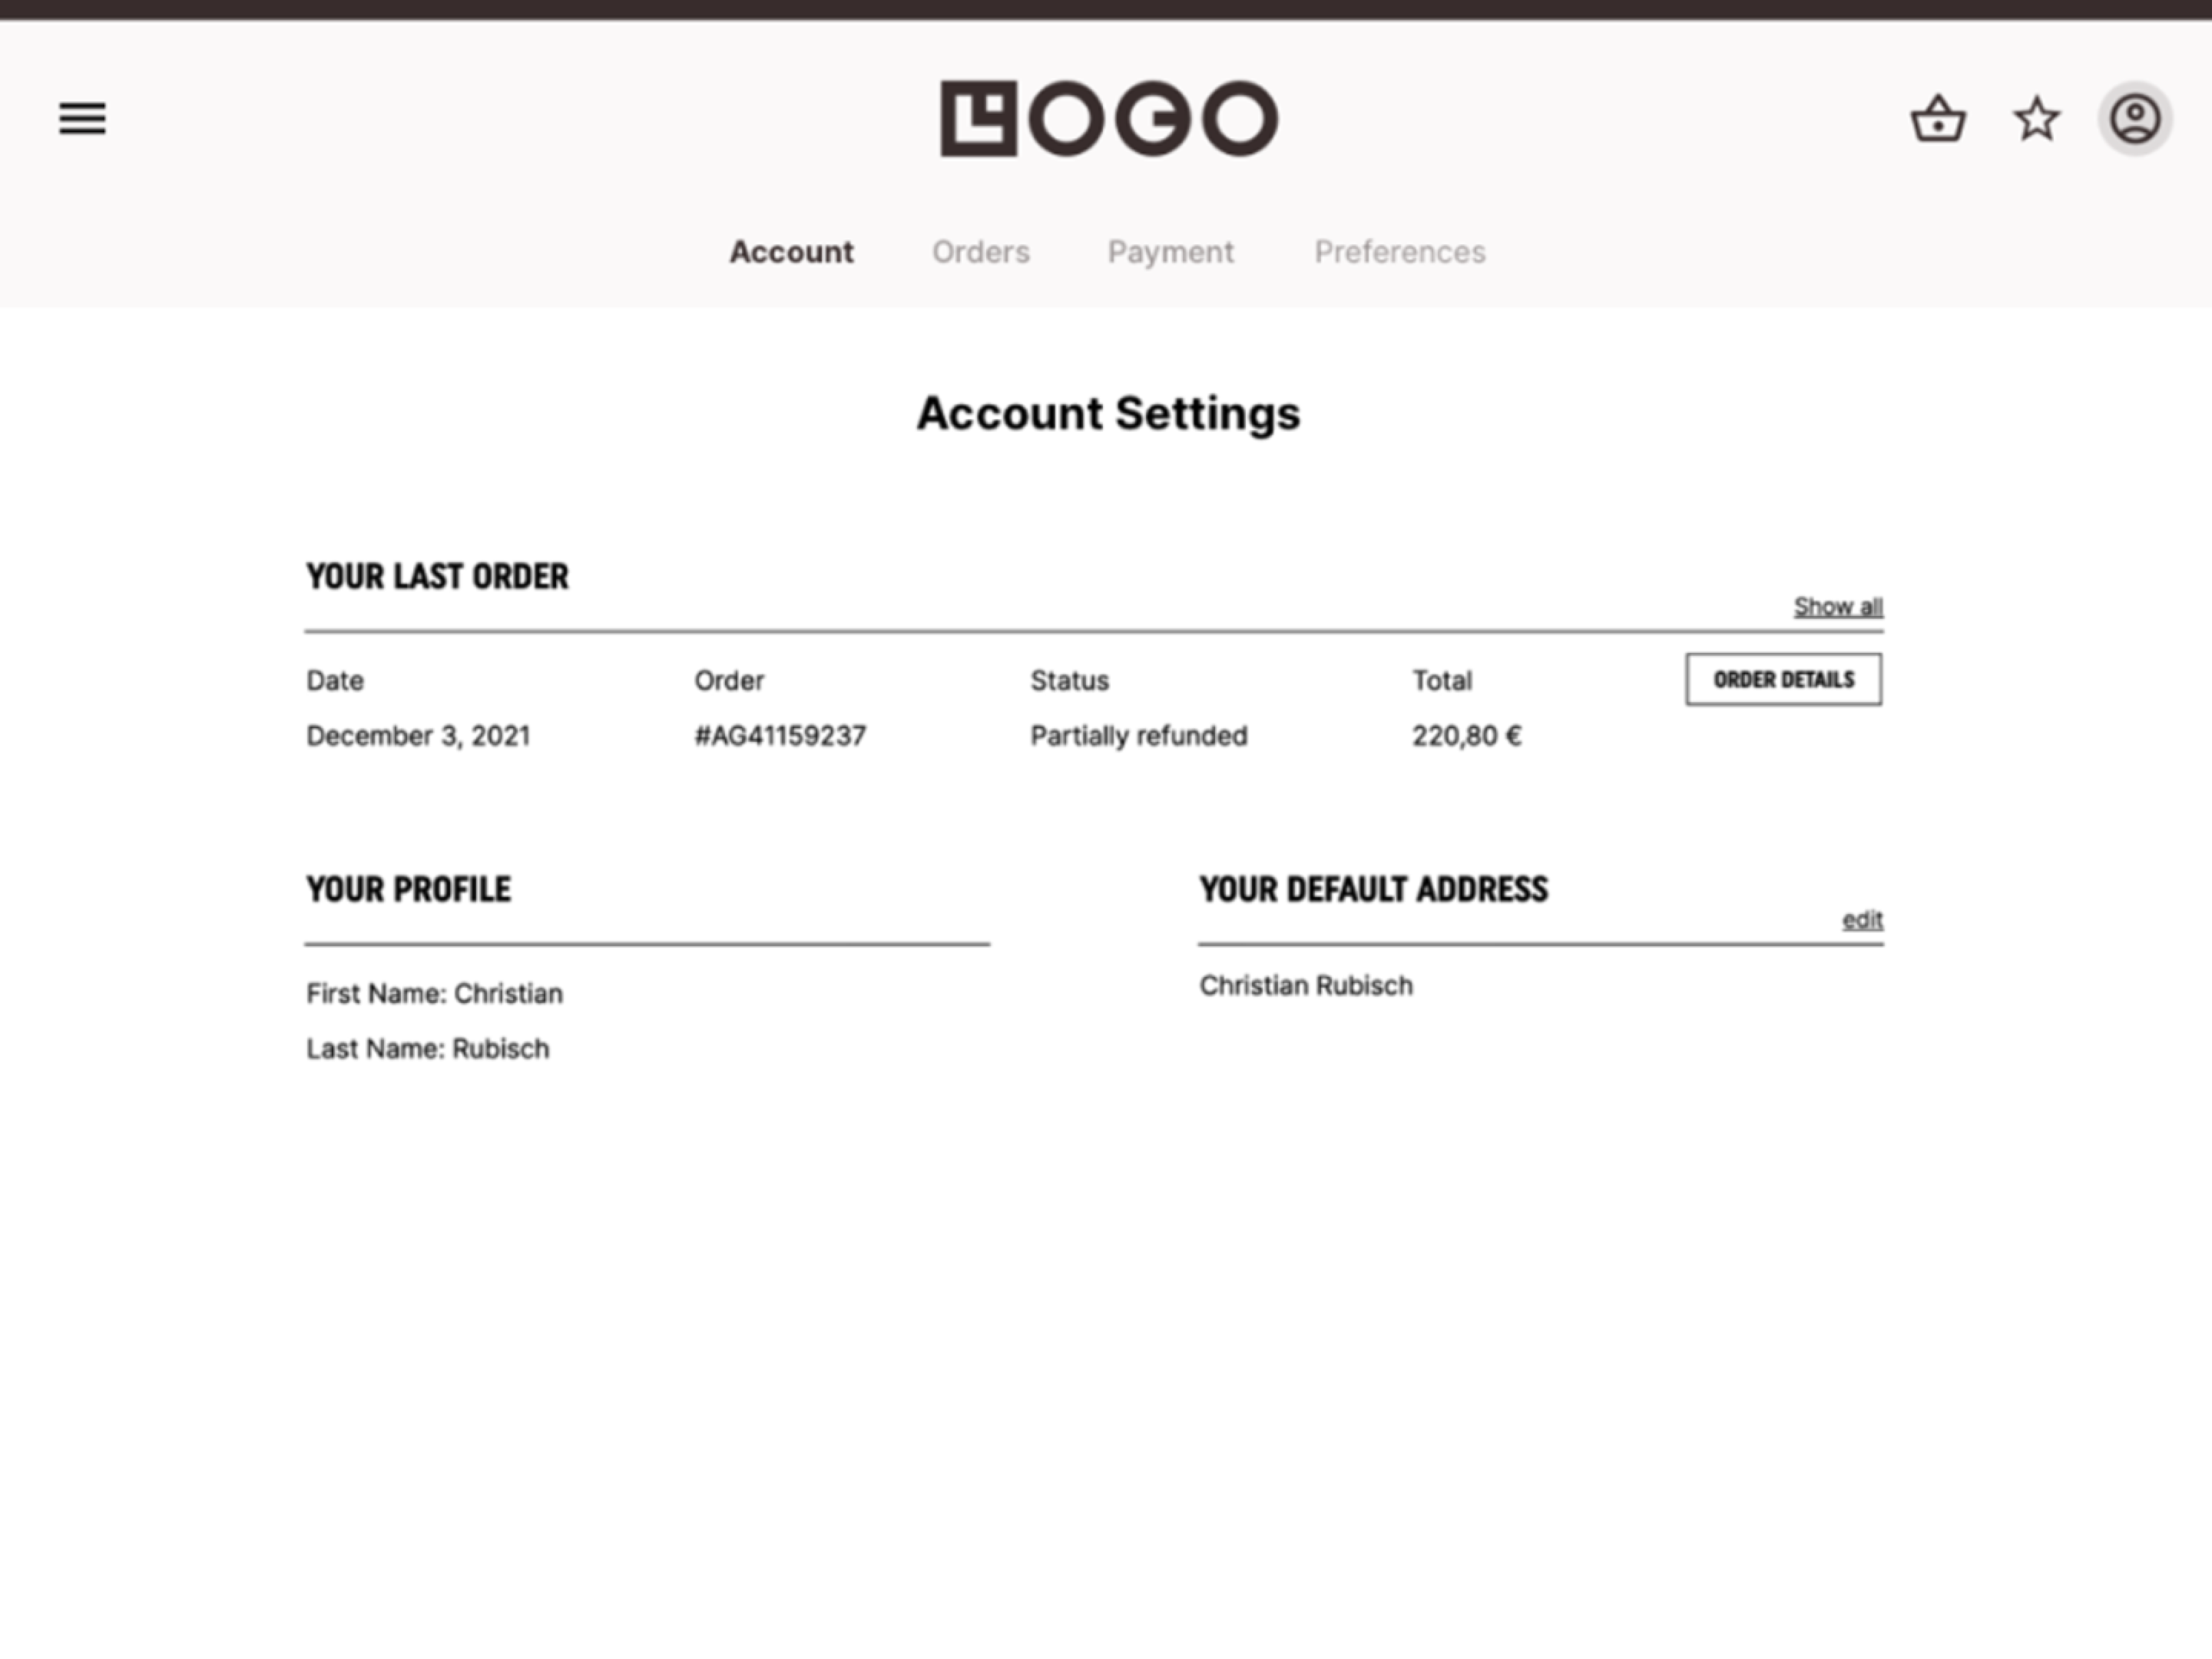 LOGO
Account Orders Payment Preferences
Account Settings
YOUR LAST ORDER
Show all
Date Order Status Total ORDER DETAILS
December 3, 2021 #AG41159237 Partially refunded 220,80 €
YOUR PROFILE
First Name: Christian
Last Name: Rubisch
YOUR DEFAULT ADDRESS
edit
Christian Rubisch